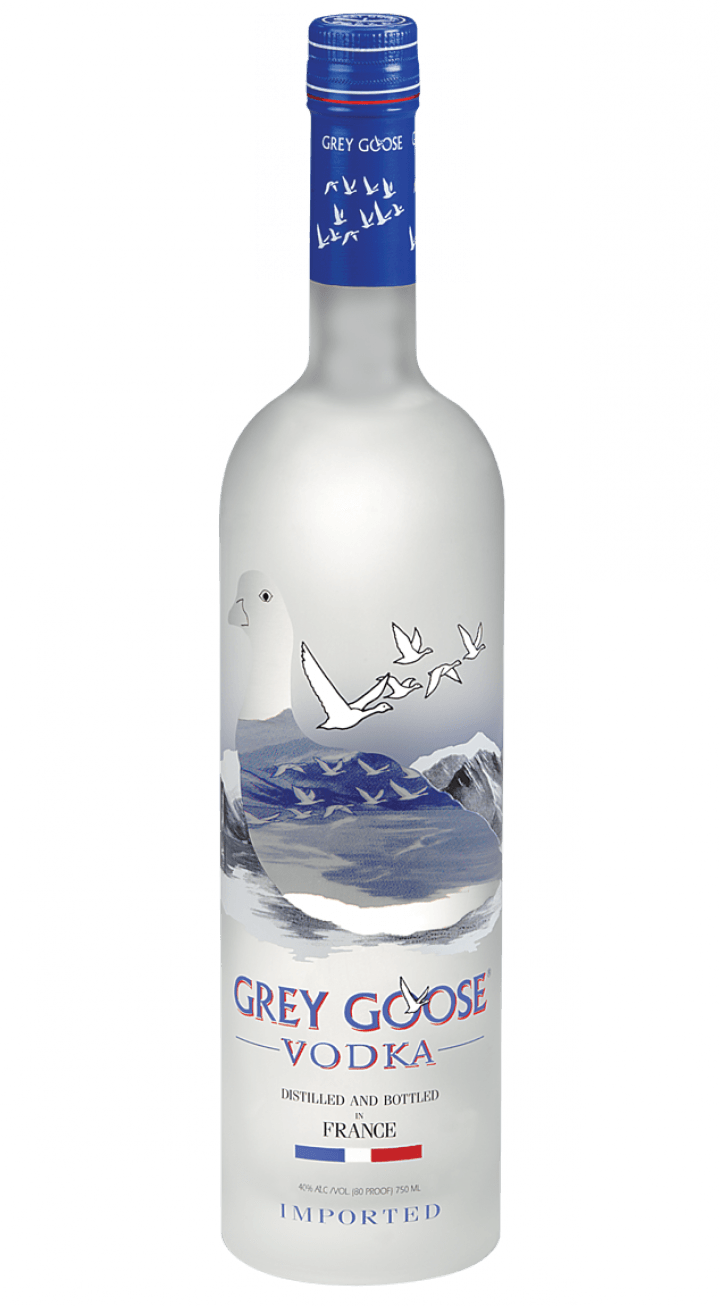 GREY GOOSE
GREY GOOSE®
VODKA
DISTILLED AND BOTTLED
IN
FRANCE
40% ALC./VOL. (80 PROOF) 750 ML
IMPORTED